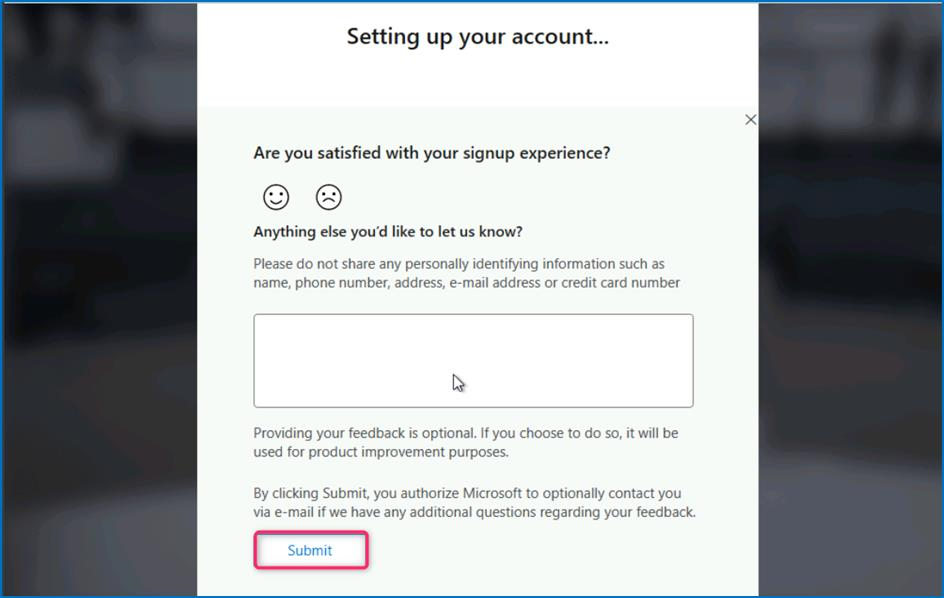 Setting up your account...
Are you satisfied with your signup experience?
Anything else you'd like to let us know?
Please do not share any personally identifying information such as
name, phone number, address, e-mail address or credit card number
Providing your feedback is optional. If you choose to do so, it will be
used for product improvement purposes.
By clicking Submit, you authorize Microsoft to optionally contact you
via e-mail if we have any additional questions regarding your feedback.
Submit